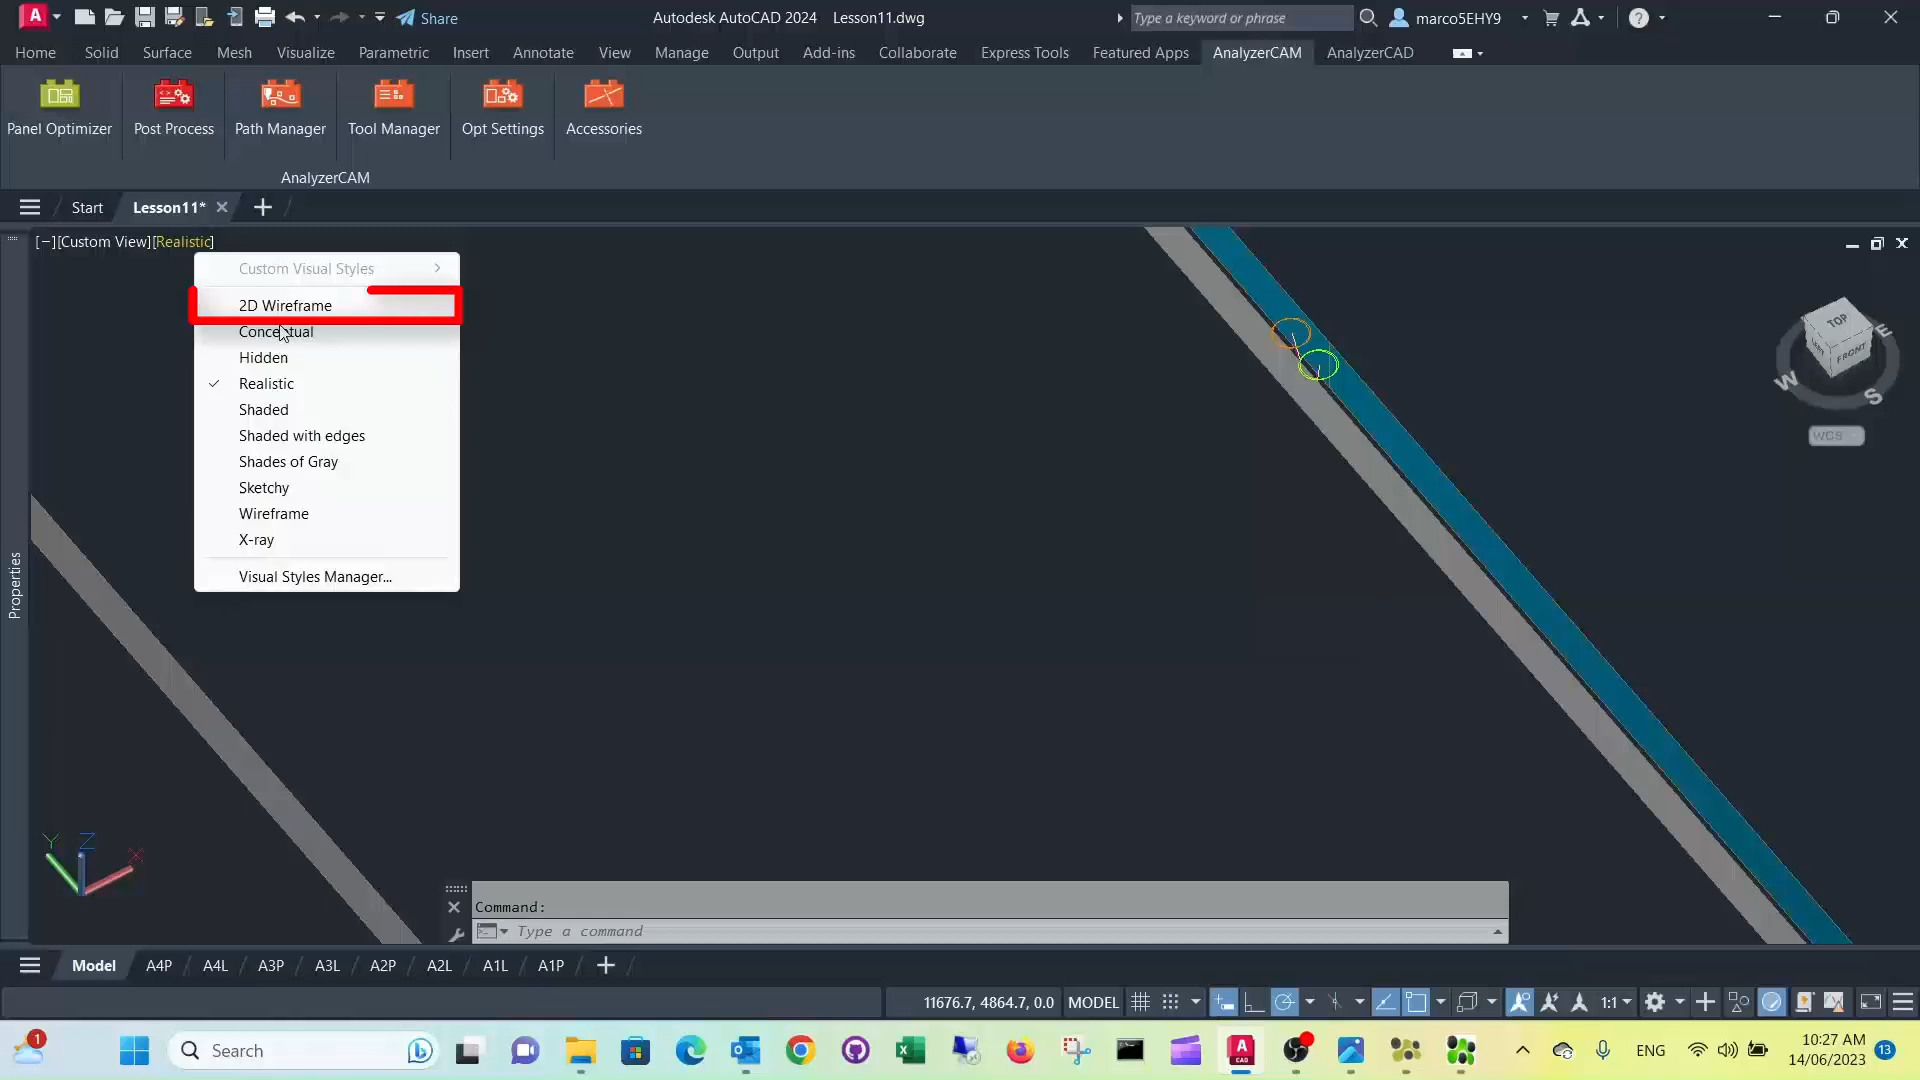 A Share Autodesk AutoCAD 2024 Lesson11.dwg Type a keyword or phrase marco5EHY9
Home Solid Surface Mesh Visualize Parametric Insert Annotate View Manage Output Add-ins Collaborate Express Tools Featured Apps AnalyzerCAM AnalyzerCAD
Panel Optimizer Post Process Path Manager Tool Manager Opt Settings Accessories
AnalyzerCAM
Start Lesson11*
[−][Custom View][Realistic]
Custom Visual Styles
2D Wireframe
Conceptual
Hidden
Realistic
Shaded
Shaded with edges
Shades of Gray
Sketchy
Wireframe
X-ray
Visual Styles Manager...
TOP
LEFT FRONT
E
W
S
WCS
Properties
Y Z X
Command:
Type a command
Model A4P A4L A3P A3L A2P A2L A1L A1P
11676.7, 4864.7, 0.0 MODEL 1:1
1 Search A CAD ENG 10:27 AM
14/06/2023 13